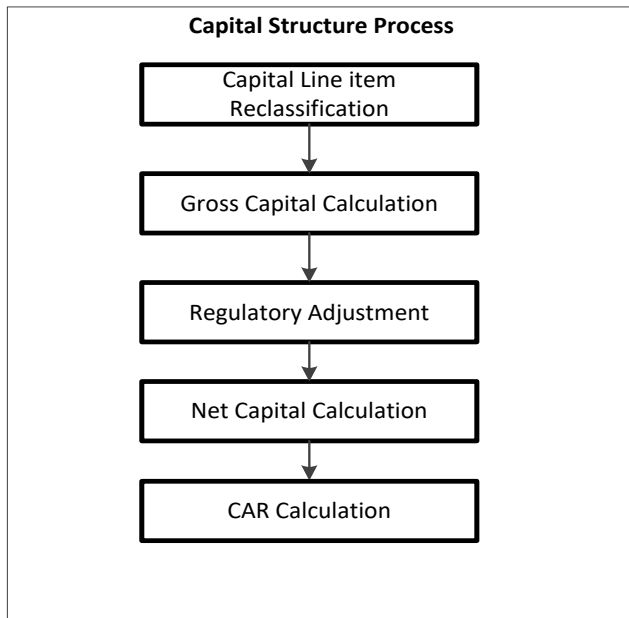 Capital Structure Process
Capital Line item
Reclassification
Gross Capital Calculation
Regulatory Adjustment
Net Capital Calculation
CAR Calculation